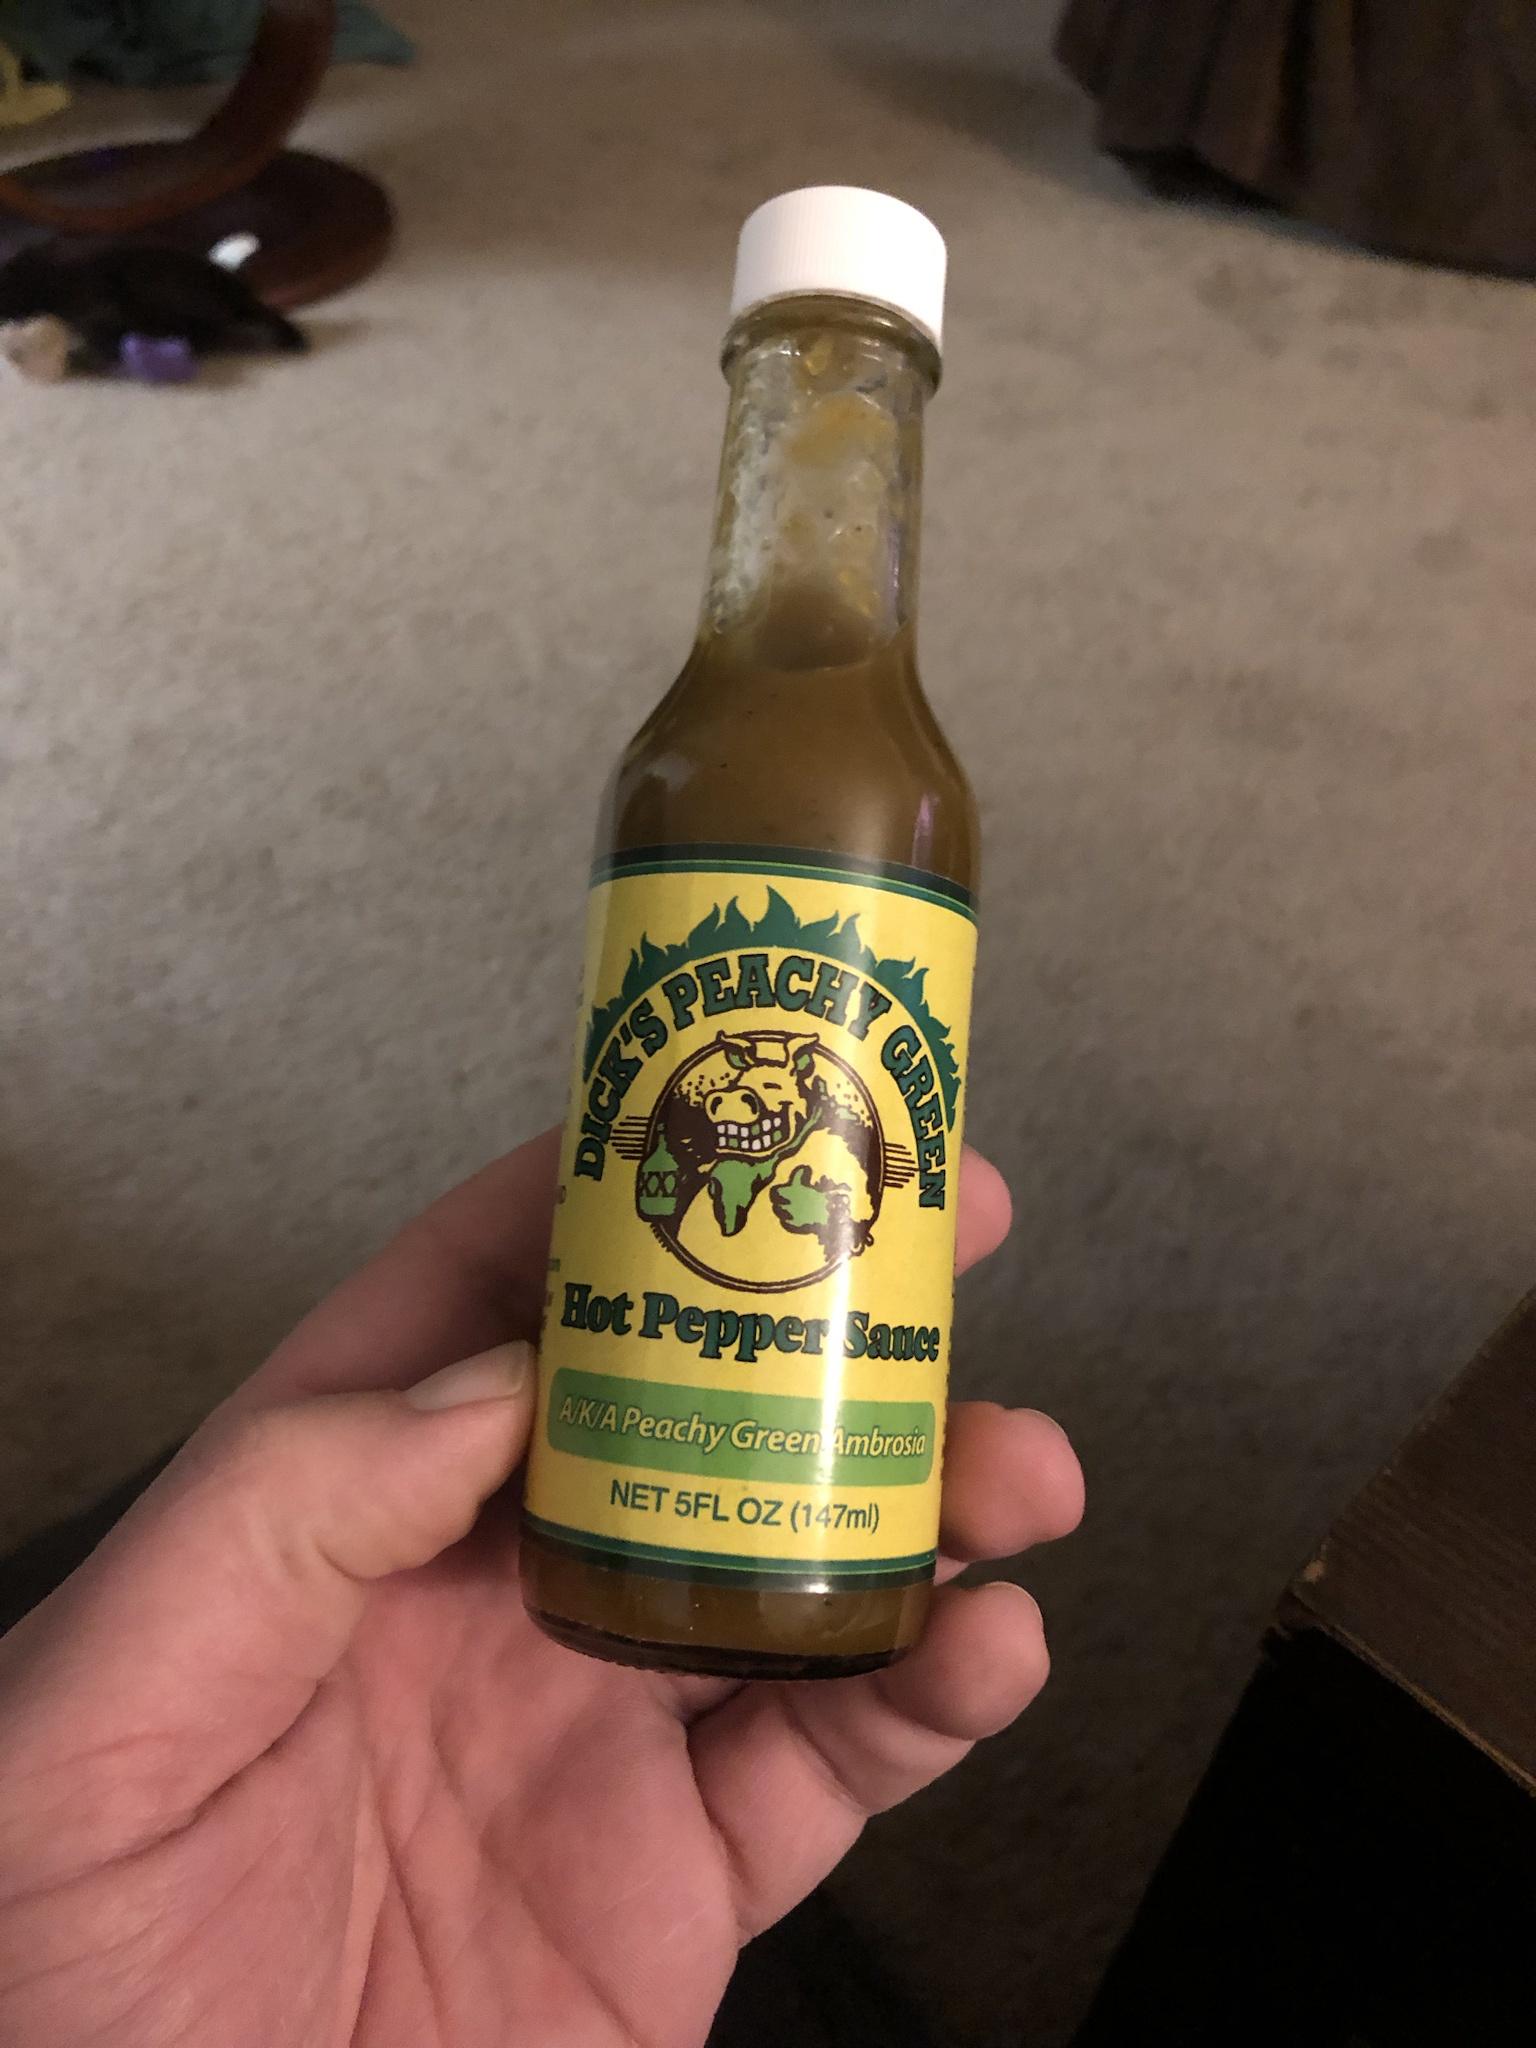 DICK'S PEACHY GREEN
XXX
Hot Pepper Sauce
A/K/A Peachy Green Ambrosia
NET 5FL OZ (147ml)